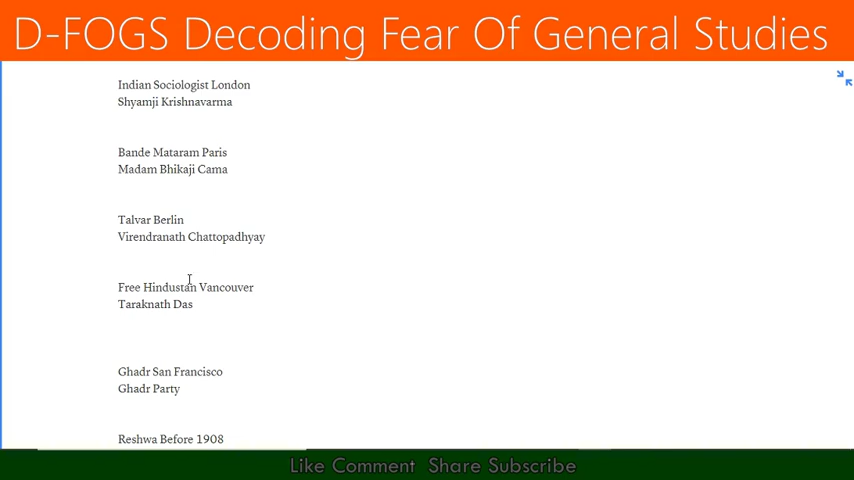 D-FOGS Decoding Fear Of General Studies
Indian Sociologist London
Shyamji Krishnavarma
Bande Mataram Paris
Madam Bhikaji Cama
Talvar Berlin
Virendranath Chattopadhyay
Free Hindustan Vancouver
Taraknath Das
Ghadr San Francisco
Ghadr Party
Reshwa Before 1908
Like Comment Share Subscribe